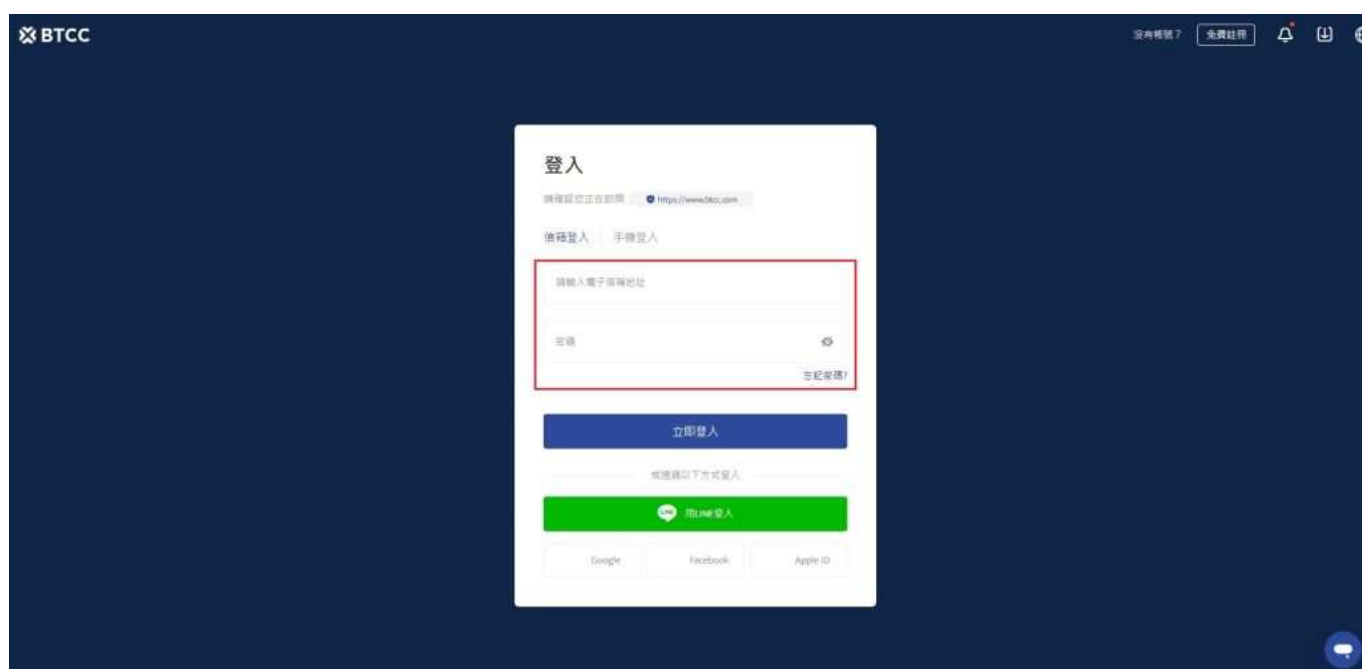 BTCC
沒有帳號？ 免費註冊
登入
請確認您正在訪問 https://www.btcc.com
信箱登入 手機登入
請輸入電子信箱地址
密碼
忘記密碼?
立即登入
或透過以下方式登入
LINE 用LINE登入
Google Facebook Apple ID